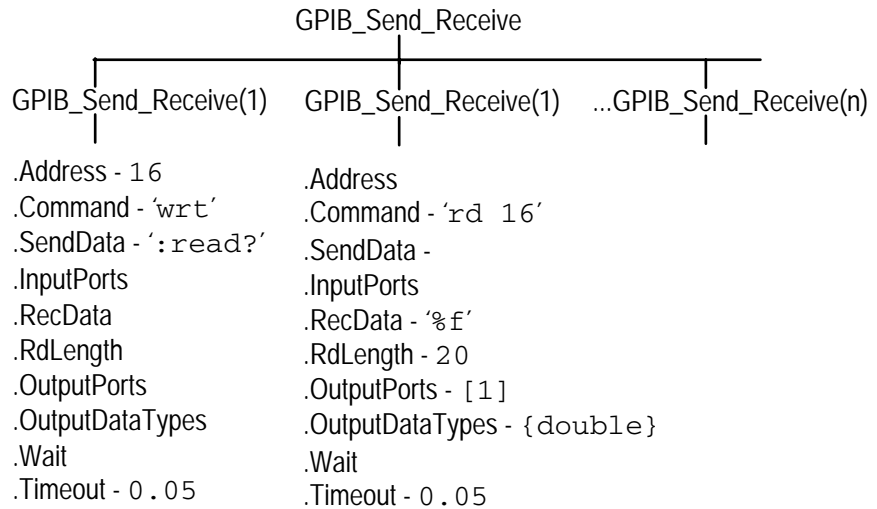 GPIB_Send_Receive
GPIB_Send_Receive(1)
GPIB_Send_Receive(1)
...GPIB_Send_Receive(n)
.Address - 16
.Command - ‘wrt’
.SendData - ‘:read?’
.InputPorts
.RecData
.RdLength
.OutputPorts
.OutputDataTypes
.Wait
.Timeout - 0.05
.Address
.Command - ‘rd 16’
.SendData -
.InputPorts
.RecData - ‘%f’
.RdLength - 20
.OutputPorts - [1]
.OutputDataTypes - {double}
.Wait
.Timeout - 0.05